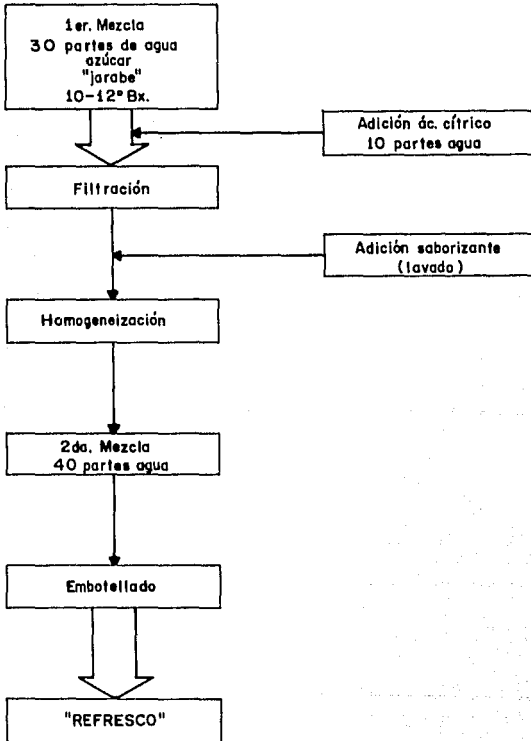 1er. Mezcla
30 partes de agua
azúcar
"jarabe"
10-12° Bx.
Adición ác. cítrico
10 partes agua
Filtración
Adición saborizante
(lavado)
Homogeneización
2da. Mezcla
40 partes agua
Embotellado
"REFRESCO"